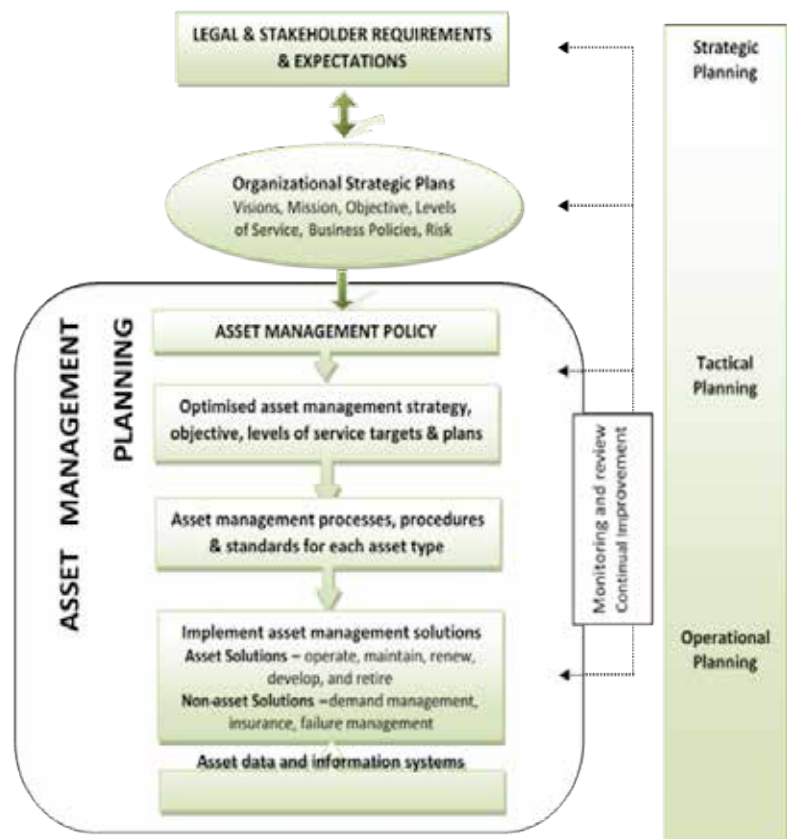 LEGAL & STAKEHOLDER REQUIREMENTS
& EXPECTATIONS
Strategic
Planning
Organizational Strategic Plans
Visions, Mission, Objective, Levels
of Service, Business Policies, Risk
ASSET MANAGEMENT
PLANNING
ASSET MANAGEMENT POLICY
Tactical
Planning
Optimised asset management strategy,
objective, levels of service targets & plans
Monitoring and review
Continual Improvement
Asset management processes, procedures
& standards for each asset type
Implement asset management solutions
Asset Solutions – operate, maintain, renew,
develop, and retire
Non-asset Solutions –demand management,
insurance, failure management
Operational
Planning
Asset data and information systems